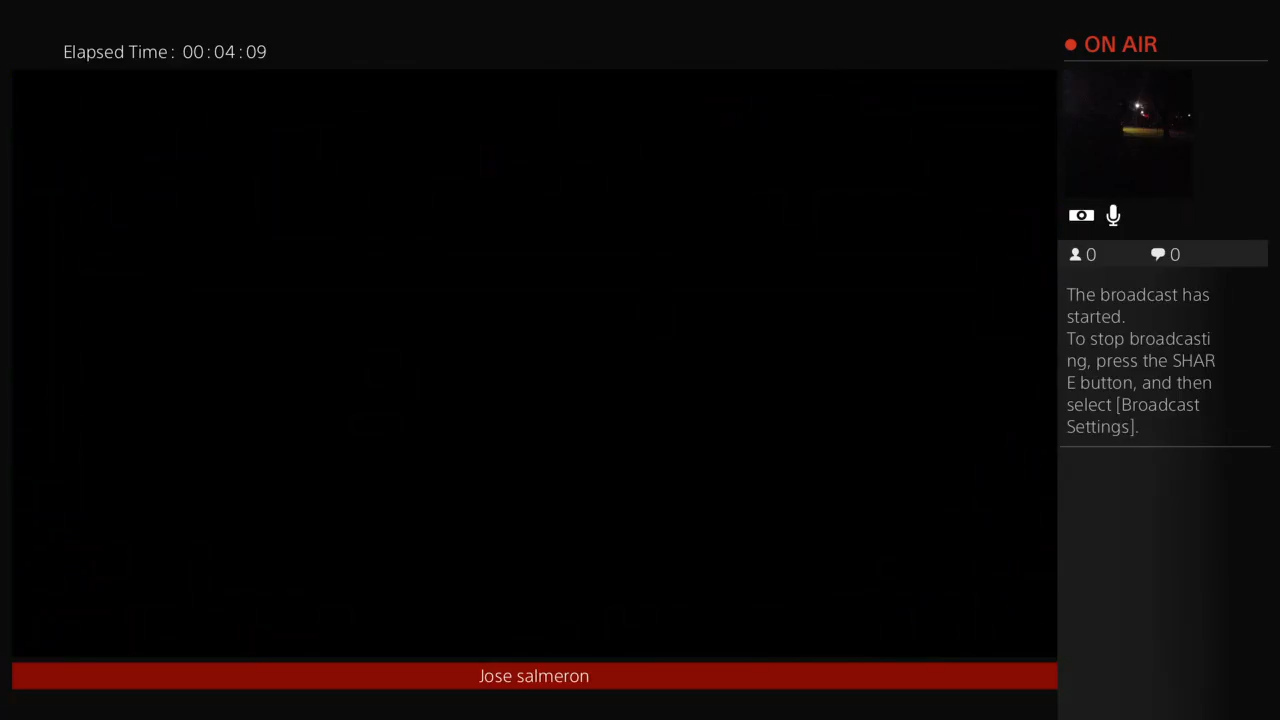 Elapsed Time: 00:04:09
ON AIR
0 0
The broadcast has
started.
To stop broadcasti
ng, press the SHAR
E button, and then
select [Broadcast
Settings].
Jose salmeron